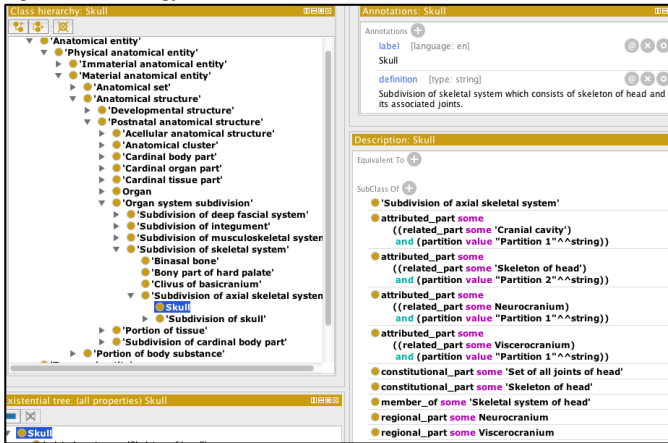 Class hierarchy: Skull
'Anatomical entity'
'Physical anatomical entity'
'Immaterial anatomical entity'
'Material anatomical entity'
'Anatomical set'
'Anatomical structure'
'Developmental structure'
'Postnatal anatomical structure'
'Acellular anatomical structure'
'Anatomical cluster'
'Cardinal body part'
'Cardinal organ part'
'Cardinal tissue part'
Organ
'Organ system subdivision'
'Subdivision of deep fascial system'
'Subdivision of integument'
'Subdivision of musculoskeletal system
'Subdivision of skeletal system'
'Binasal bone'
'Bony part of hard palate'
'Clivus of basicranium'
'Subdivision of axial skeletal system
Skull
'Subdivision of skull'
'Portion of tissue'
'Subdivision of cardinal body part'
'Portion of body substance'
existential tree: (all properties) Skull
Skull
Annotations: Skull
Annotations
label [language: en]
Skull
definition [type: string]
Subdivision of skeletal system which consists of skeleton of head and
its associated joints.
Description: Skull
Equivalent To
SubClass Of
'Subdivision of axial skeletal system'
attributed_part some
((related_part some 'Cranial cavity')
and (partition value "Partition 1"^^string))
attributed_part some
((related_part some 'Skeleton of head')
and (partition value "Partition 2"^^string))
attributed_part some
((related_part some Neurocranium)
and (partition value "Partition 1"^^string))
attributed_part some
((related_part some Viscerocranium)
and (partition value "Partition 1"^^string))
constitutional_part some 'Set of all joints of head'
constitutional_part some 'Skeleton of head'
member_of some 'Skeletal system of head'
regional_part some Neurocranium
regional_part some Viscerocranium